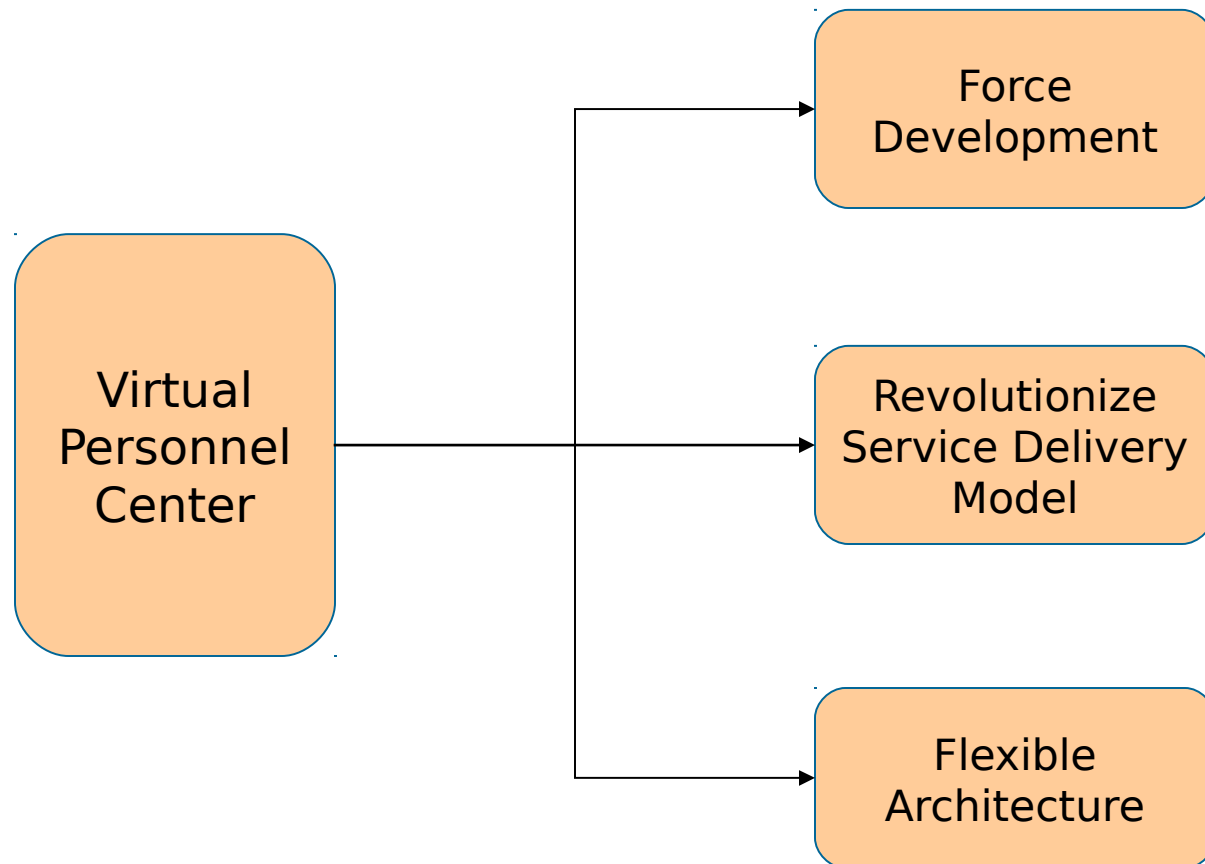 Force
Development
Virtual
Personnel
Center
Revolutionize
Service Delivery
Model
Flexible
Architecture